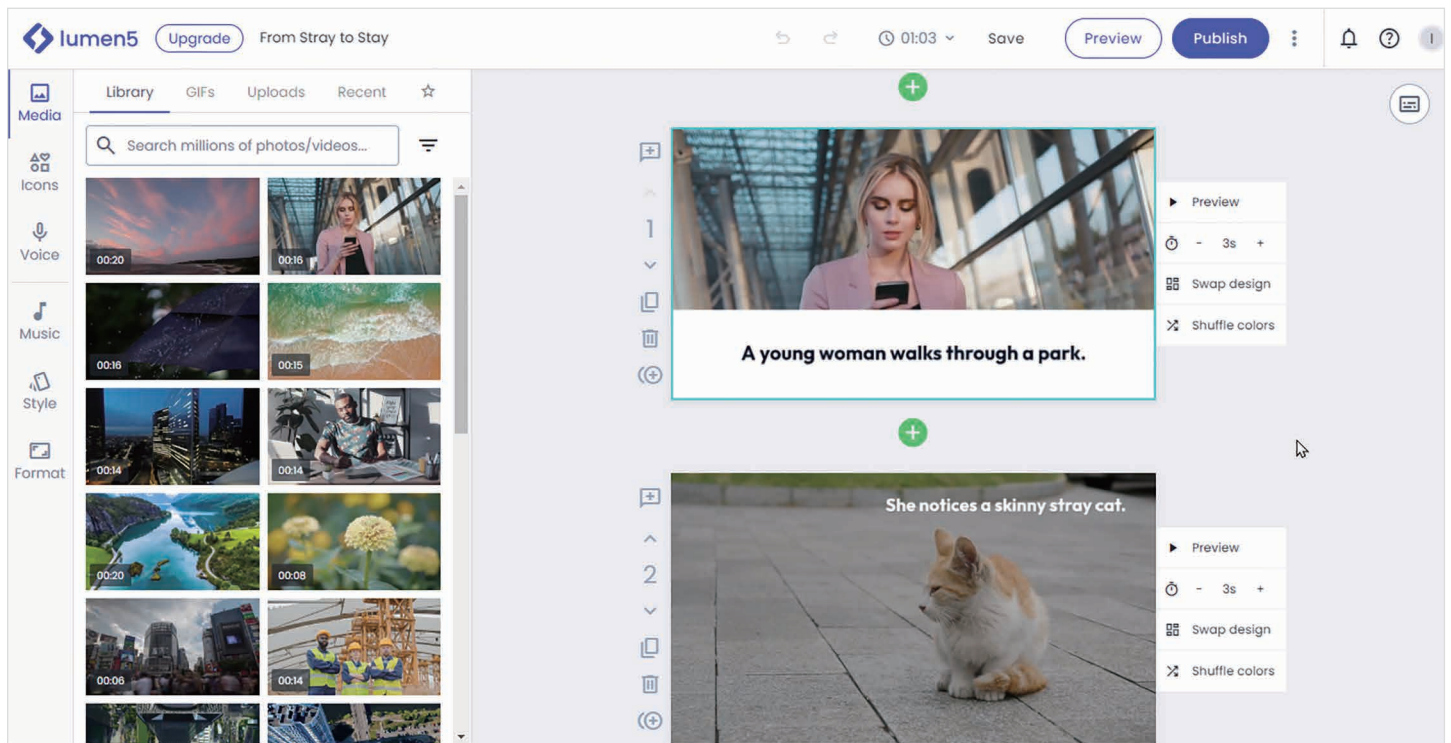 lumen5
Upgrade
From Stray to Stay
01:03
Save
Preview
Publish
I
Media
Icons
Voice
Music
Style
Format
Library
GIFs
Uploads
Recent
Search millions of photos/videos...
00:20
00:16
00:16
00:15
00:14
00:14
00:20
00:08
00:06
00:14
1
A young woman walks through a park.
Preview
- 3s +
Swap design
Shuffle colors
2
She notices a skinny stray cat.
Preview
- 3s +
Swap design
Shuffle colors